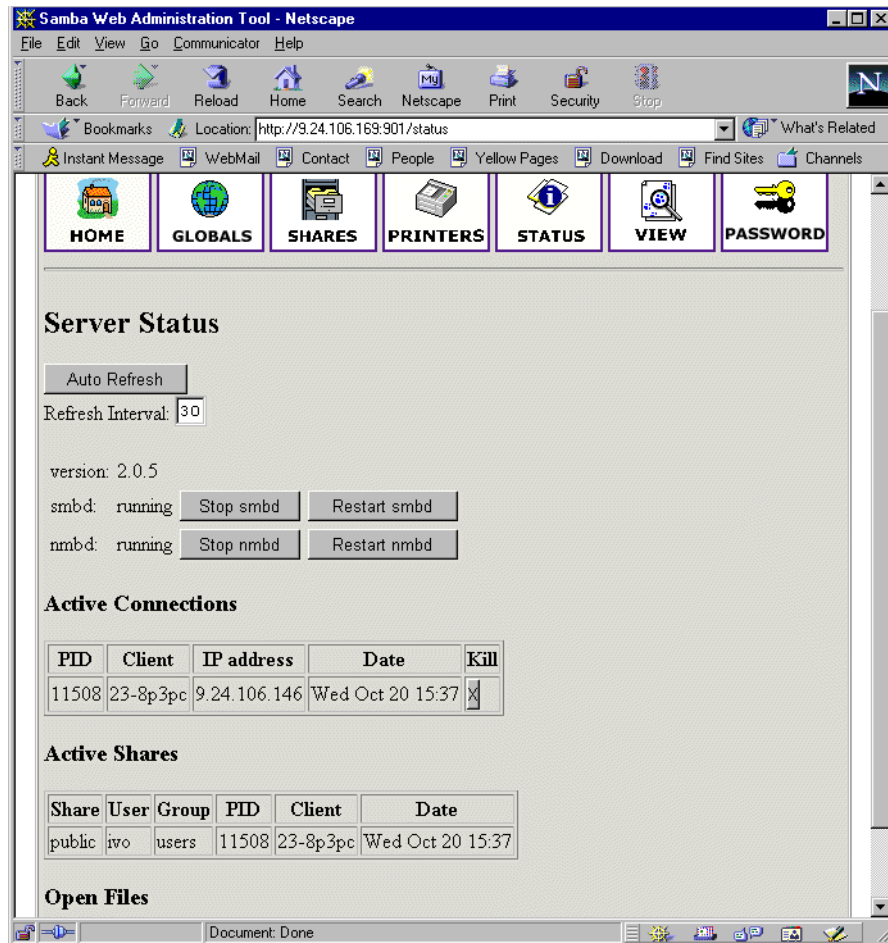 Samba Web Administration Tool - Netscape
File Edit View Go Communicator Help
Back Forward Reload Home Search Netscape Print Security Stop
My
N
Bookmarks Location: http://9.24.106.169:901/status What's Related
Instant Message WebMail Contact People Yellow Pages Download Find Sites Channels
HOME GLOBALS SHARES PRINTERS STATUS VIEW PASSWORD
Server Status
Auto Refresh
Refresh Interval: 30
version: 2.0.5
smbd: running Stop smbd Restart smbd
nmbd: running Stop nmbd Restart nmbd
Active Connections
PID Client IP address Date Kill
11508 23-8p3pc 9.24.106.146 Wed Oct 20 15:37 X
Active Shares
Share User Group PID Client Date
public ivo users 11508 23-8p3pc Wed Oct 20 15:37
Open Files
Document: Done